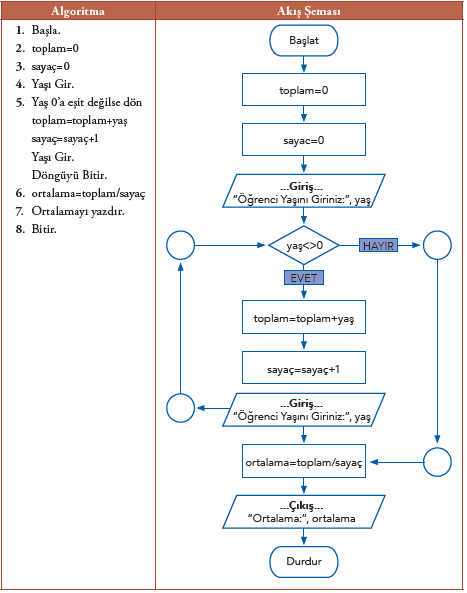 Algoritma
1. Başla.
2. toplam=0
3. sayaç=0
4. Yaşı Gir.
5. Yaş 0’a eşit değilse dön
toplam=toplam+yaş
sayaç=sayaç+1
Yaşı Gir.
Döngüyü Bitir.
6. ortalama=toplam/sayaç
7. Ortalamayı yazdır.
8. Bitir.
Akış Şeması
Başlat
toplam=0
sayac=0
...Giriş...
“Öğrenci Yaşını Giriniz:”, yaş
yaş<>0
HAYIR
EVET
toplam=toplam+yaş
sayaç=sayaç+1
...Giriş...
“Öğrenci Yaşını Giriniz:”, yaş
ortalama=toplam/sayaç
...Çıkış...
“Ortalama:”, ortalama
Durdur